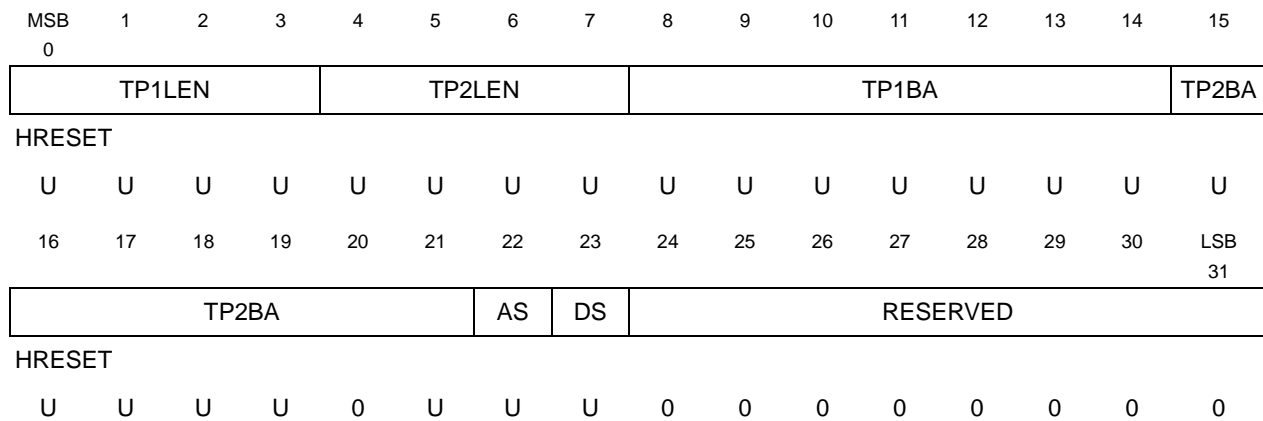 MSB 1 2 3 4 5 6 7 8 9 10 11 12 13 14 15
0
TP1LEN TP2LEN TP1BA TP2BA
HRESET
U U U U U U U U U U U U U U U U
16 17 18 19 20 21 22 23 24 25 26 27 28 29 30 LSB
31
TP2BA AS DS RESERVED
HRESET
U U U U 0 U U U 0 0 0 0 0 0 0 0